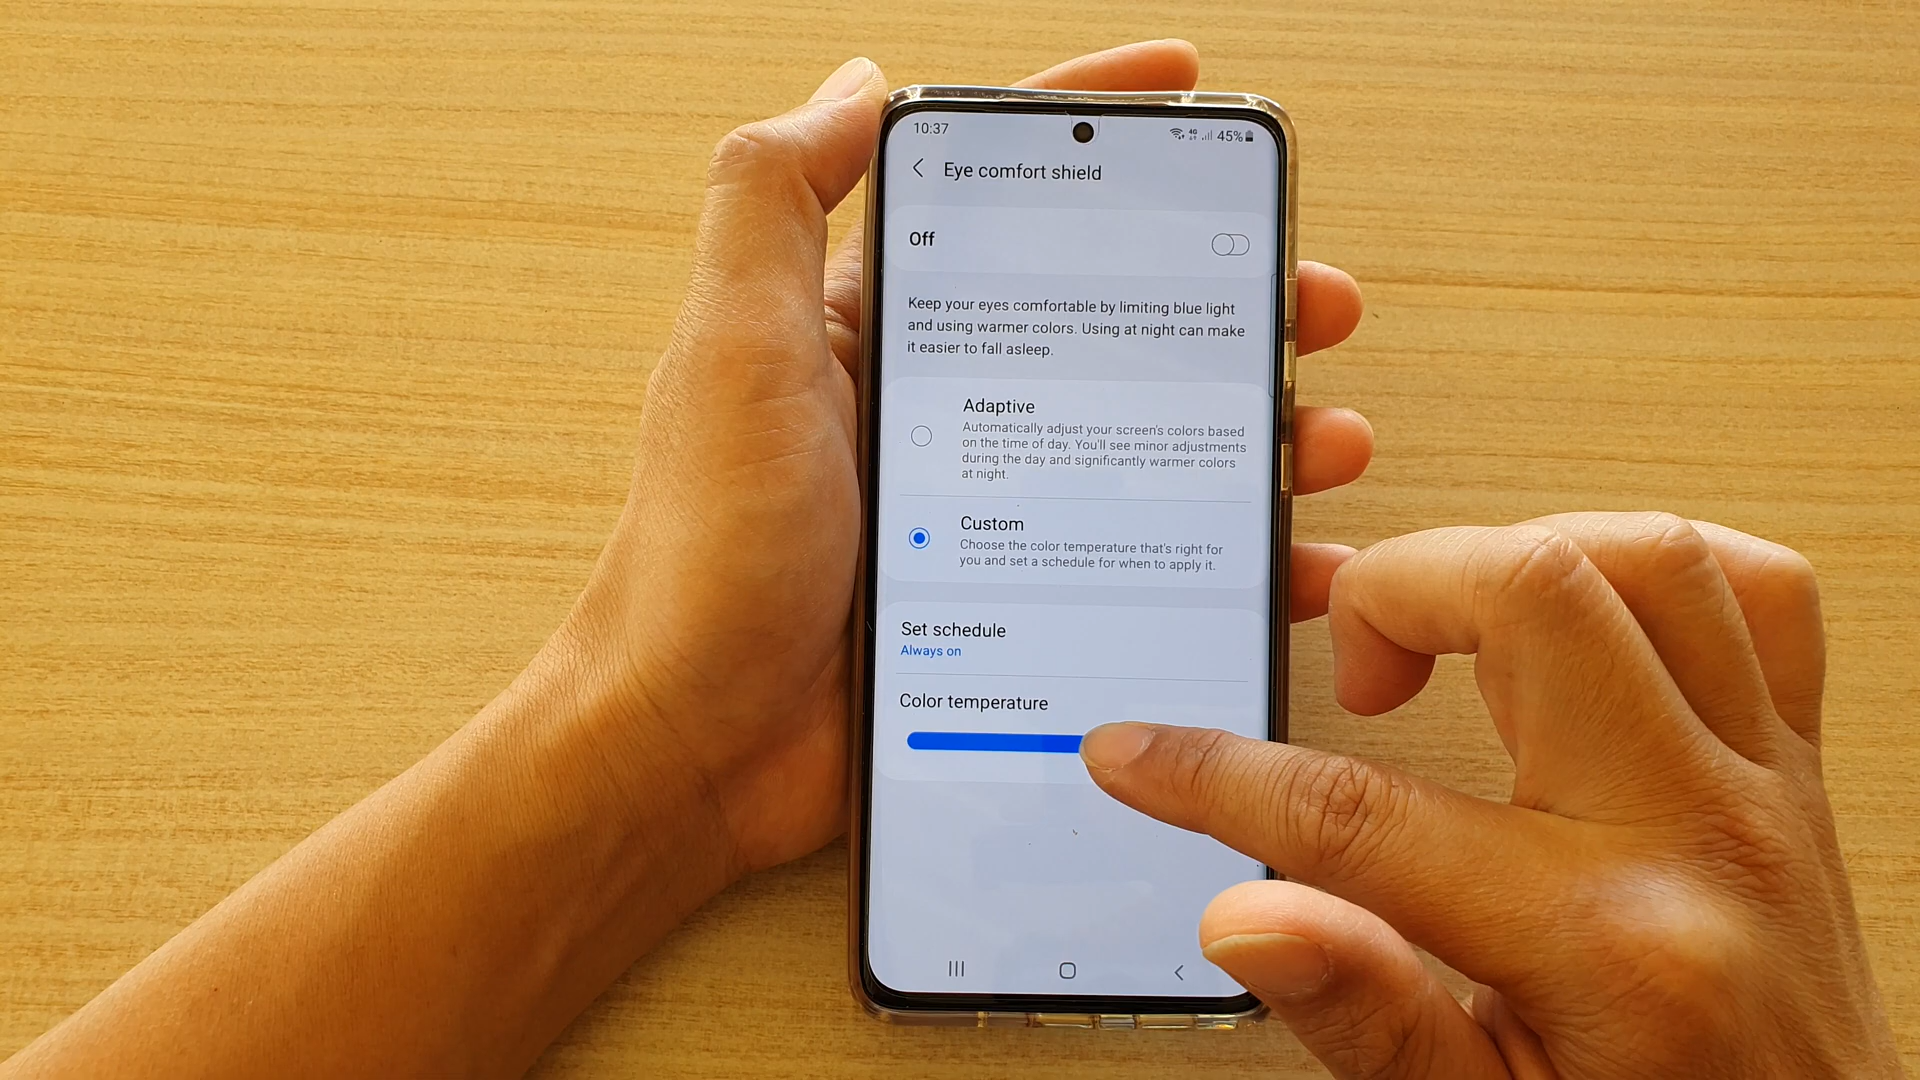 10:37
4G
45%
Eye comfort shield
Off
Keep your eyes comfortable by limiting blue light
and using warmer colors. Using at night can make
it easier to fall asleep.
Adaptive
Automatically adjust your screen's colors based
on the time of day. You'll see minor adjustments
during the day and significantly warmer colors
at night.
Custom
Choose the color temperature that's right for
you and set a schedule for when to apply it.
Set schedule
Always on
Color temperature